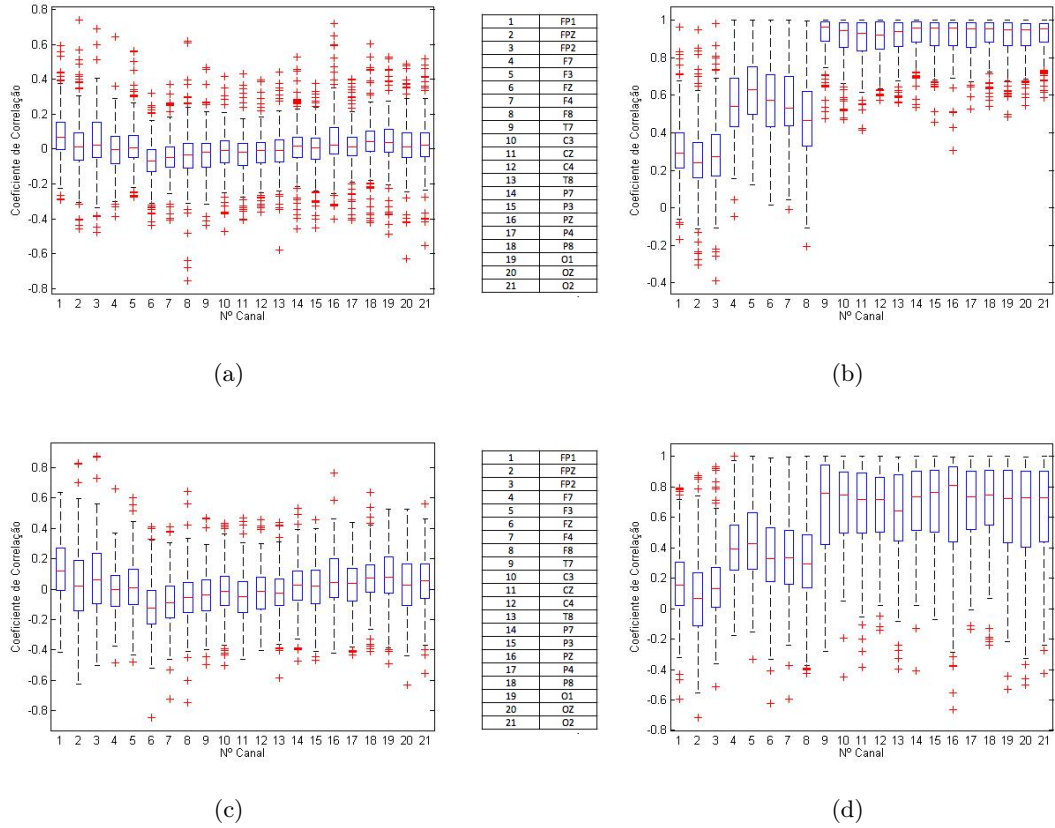 Coeficiente de Correlação
0.8
0.6
0.4
0.2
0
-0.2
-0.4
-0.6
-0.8
1 2 3 4 5 6 7 8 9 10 11 12 13 14 15 16 17 18 19 20 21
Nº Canal
(a)
1 FP1
2 FPZ
3 FP2
4 F7
5 F3
6 FZ
7 F4
8 F8
9 T7
10 C3
11 CZ
12 C4
13 T8
14 P7
15 P3
16 PZ
17 P4
18 P8
19 O1
20 OZ
21 O2
Coeficiente de Correlação
1
0.8
0.6
0.4
0.2
0
-0.2
-0.4
1 2 3 4 5 6 7 8 9 10 11 12 13 14 15 16 17 18 19 20 21
Nº Canal
(b)
Coeficiente de Correlação
0.8
0.6
0.4
0.2
0
-0.2
-0.4
-0.6
-0.8
1 2 3 4 5 6 7 8 9 10 11 12 13 14 15 16 17 18 19 20 21
Nº Canal
(c)
1 FP1
2 FPZ
3 FP2
4 F7
5 F3
6 FZ
7 F4
8 F8
9 T7
10 C3
11 CZ
12 C4
13 T8
14 P7
15 P3
16 PZ
17 P4
18 P8
19 O1
20 OZ
21 O2
Coeficiente de Correlação
1
0.8
0.6
0.4
0.2
0
-0.2
-0.4
-0.6
-0.8
1 2 3 4 5 6 7 8 9 10 11 12 13 14 15 16 17 18 19 20 21
Nº Canal
(d)